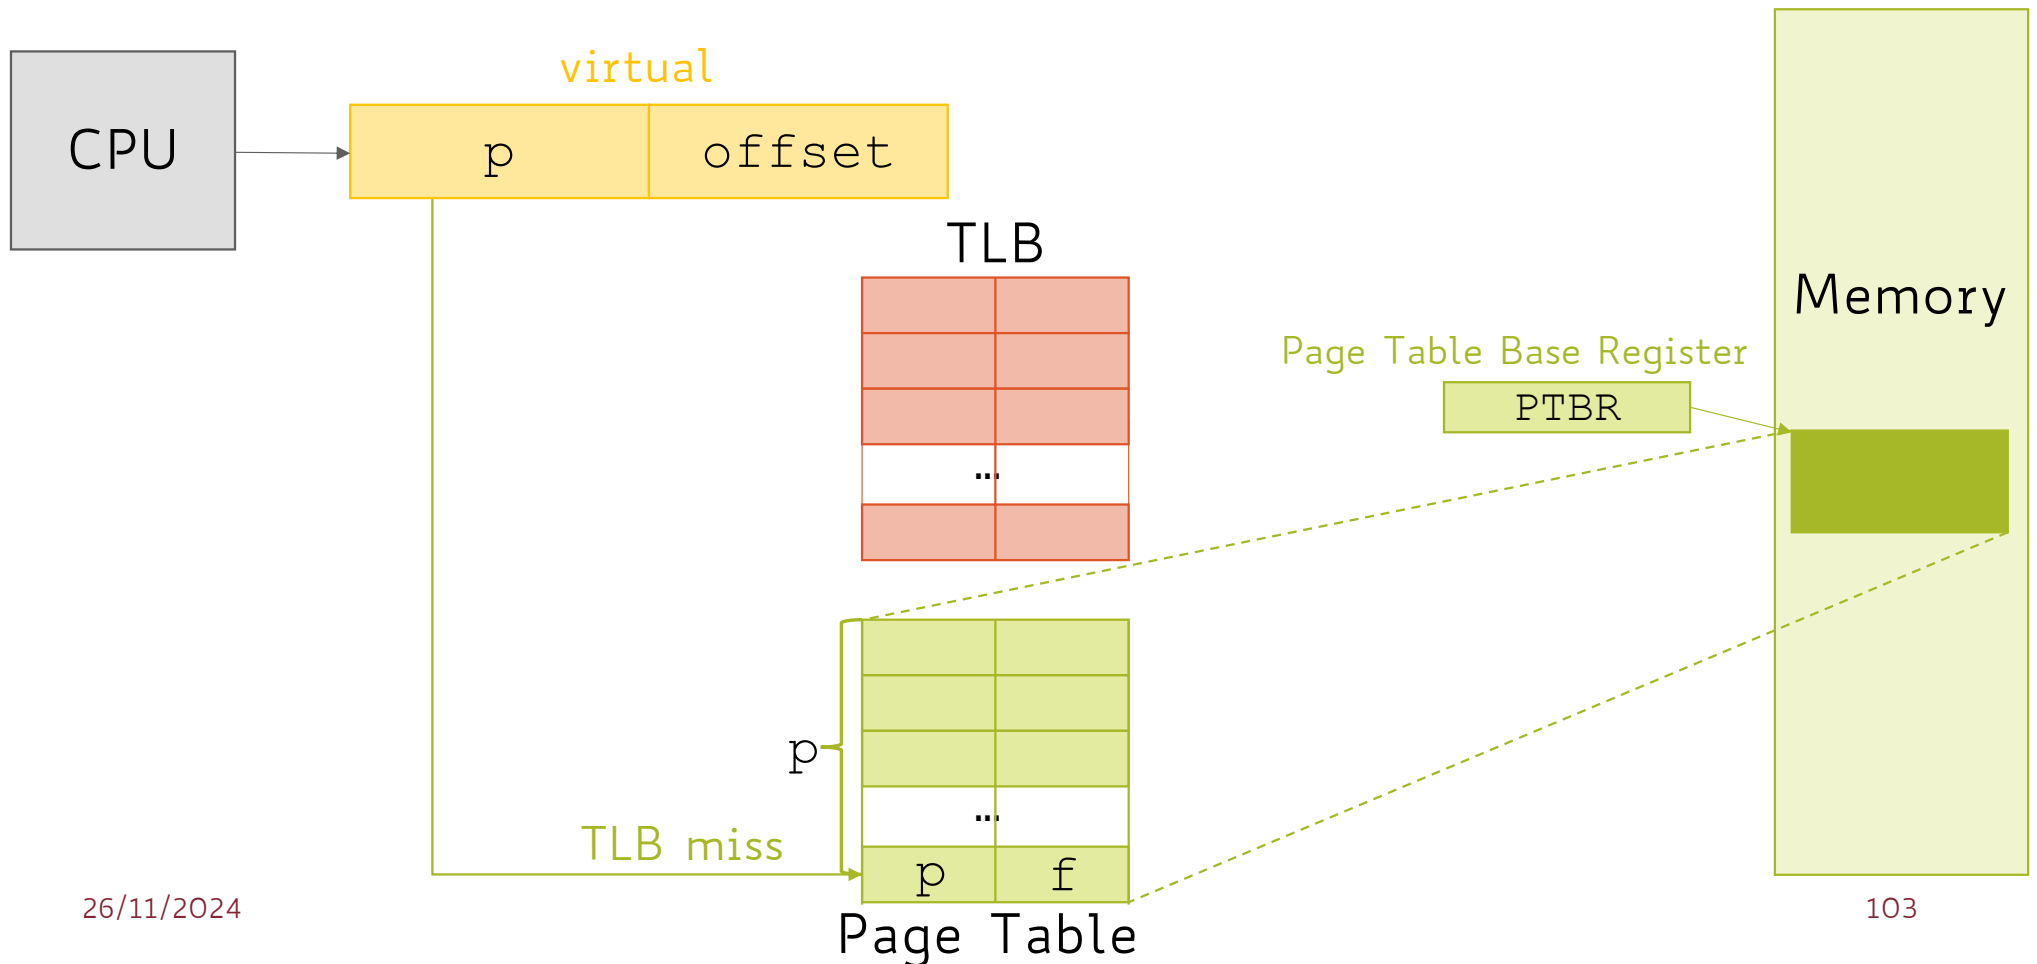 virtual
CPU
p
offset
TLB
Memory
Page Table Base Register
PTBR
…
p
…
TLB miss
p
f
26/11/2024
103
Page Table